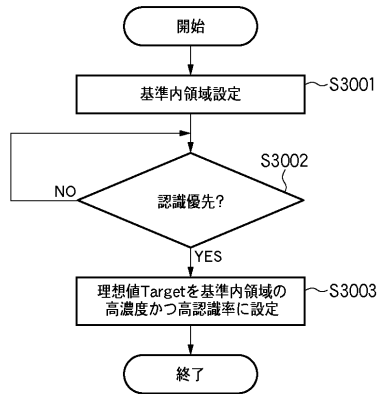 開始
基準内領域設定
S3001
S3002
認識優先?
NO
YES
理想値Targetを基準内領域の
高濃度かつ高認識率に設定
S3003
終了